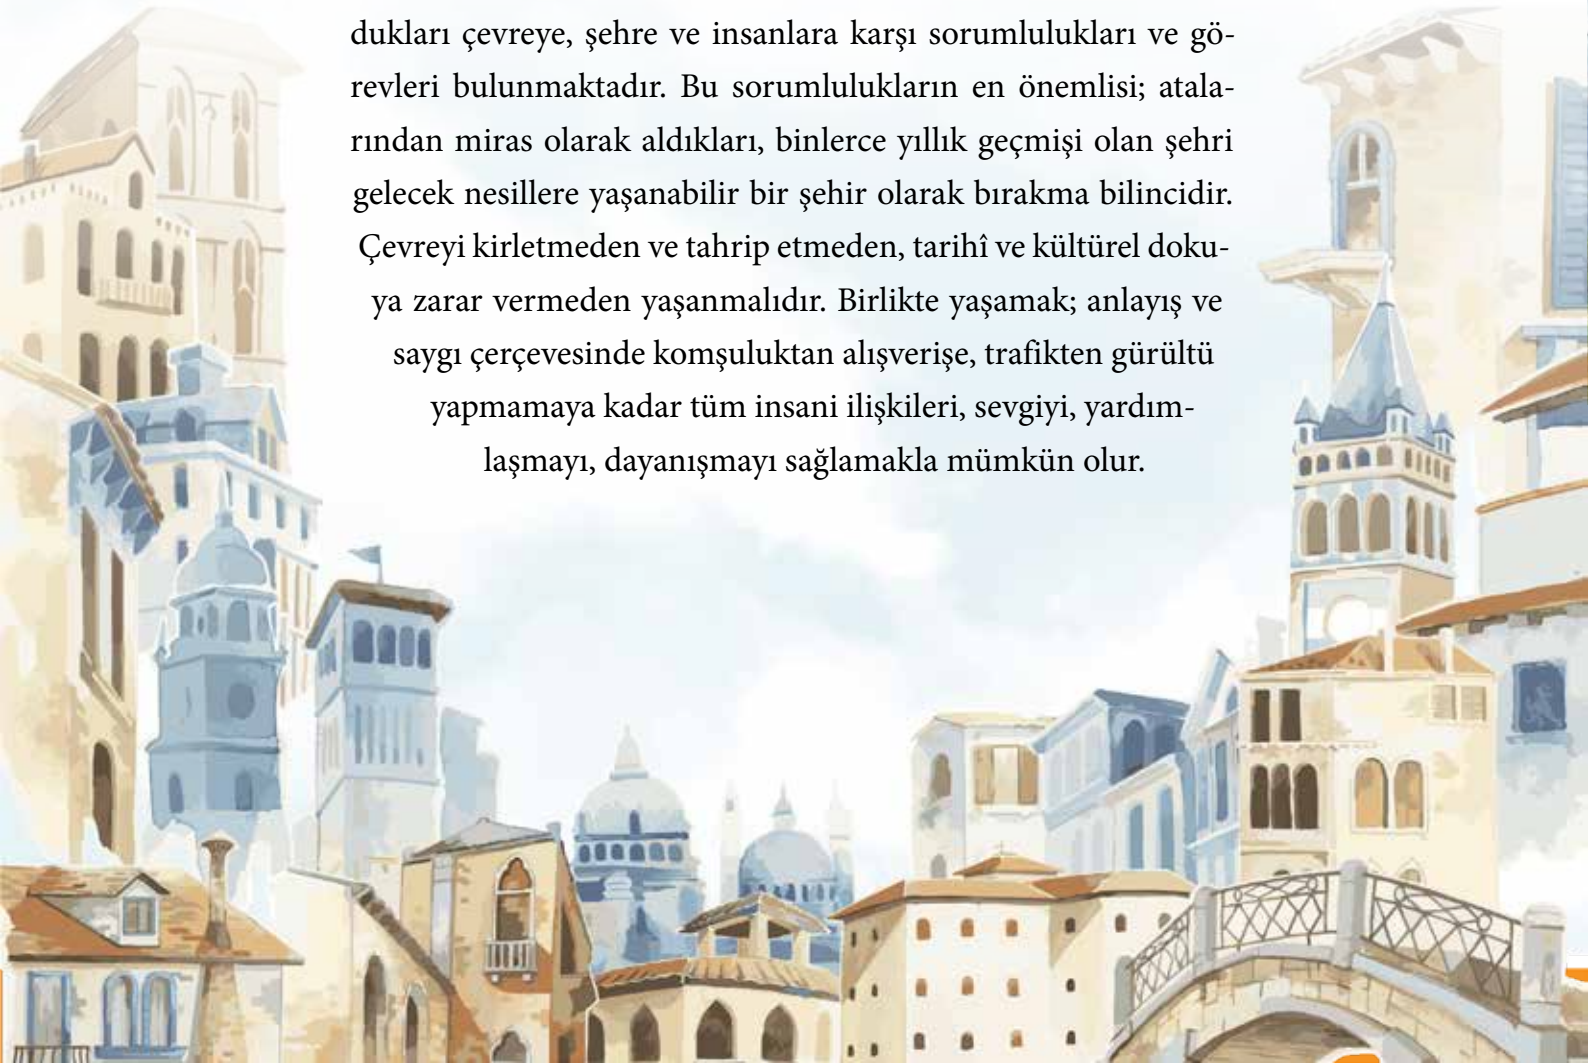 dukları çevreye, şehre ve insanlara karşı sorumlulukları ve gö-
revleri bulunmaktadır. Bu sorumlulukların en önemlisi; atala-
rından miras olarak aldıkları, binlerce yıllık geçmişi olan şehri
gelecek nesillere yaşanabilir bir şehir olarak bırakma bilincidir.
Çevreyi kirletmeden ve tahrip etmeden, tarihî ve kültürel doku-
ya zarar vermeden yaşanmalıdır. Birlikte yaşamak; anlayış ve
saygı çerçevesinde komşuluktan alışverişe, trafikten gürültü
yapmamaya kadar tüm insani ilişkileri, sevgiyi, yardım-
laşmayı, dayanışmayı sağlamakla mümkün olur.